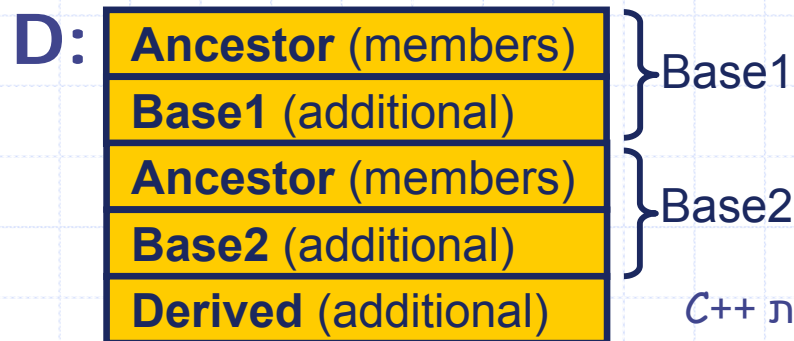 D:
Ancestor (members)
Base1 (additional)
Base1
Ancestor (members)
Base2 (additional)
Base2
Derived (additional)
C++ ת